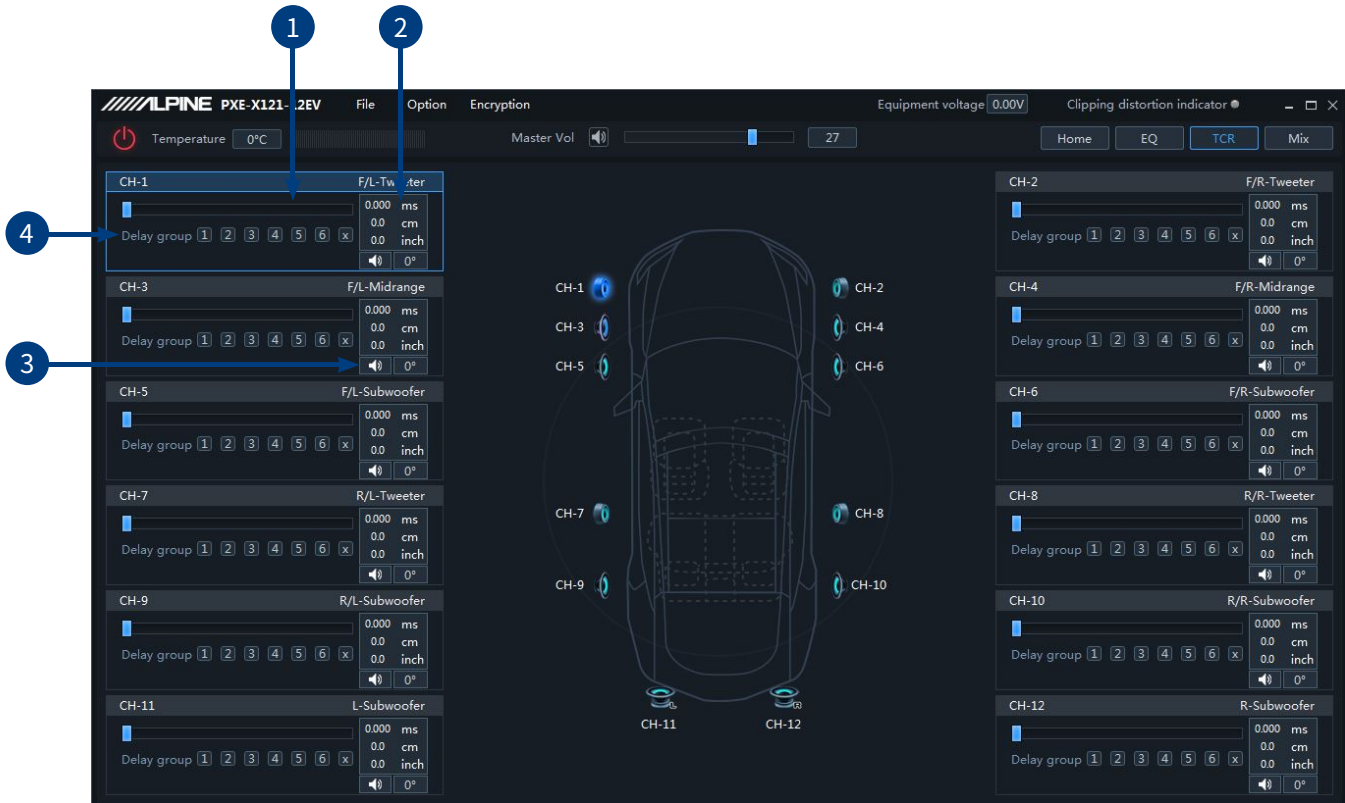 1 2
ALPINE PXE-X121-12EV File Option Encryption Equipment voltage 0.00V Clipping distortion indicator
Temperature 0°C Master Vol 27 Home EQ TCR Mix
CH-1 F/L-Tweeter
0.000 ms
0.0 cm
4 Delay group 1 2 3 4 5 6 x 0.0 inch
0°
CH-3 F/L-Midrange
0.000 ms
0.0 cm
Delay group 1 2 3 4 5 6 x 0.0 inch
3 0°
CH-5 F/L-Subwoofer
0.000 ms
0.0 cm
Delay group 1 2 3 4 5 6 x 0.0 inch
0°
CH-7 R/L-Tweeter
0.000 ms
0.0 cm
Delay group 1 2 3 4 5 6 x 0.0 inch
0°
CH-9 R/L-Subwoofer
0.000 ms
0.0 cm
Delay group 1 2 3 4 5 6 x 0.0 inch
0°
CH-11 L-Subwoofer
0.000 ms
0.0 cm
Delay group 1 2 3 4 5 6 x 0.0 inch
0°
CH-1 CH-2
CH-3 CH-4
CH-5 CH-6
CH-7 CH-8
CH-9 CH-10
L R
CH-11 CH-12
CH-2 F/R-Tweeter
0.000 ms
0.0 cm
Delay group 1 2 3 4 5 6 x 0.0 inch
0°
CH-4 F/R-Midrange
0.000 ms
0.0 cm
Delay group 1 2 3 4 5 6 x 0.0 inch
0°
CH-6 F/R-Subwoofer
0.000 ms
0.0 cm
Delay group 1 2 3 4 5 6 x 0.0 inch
0°
CH-8 R/R-Tweeter
0.000 ms
0.0 cm
Delay group 1 2 3 4 5 6 x 0.0 inch
0°
CH-10 R/R-Subwoofer
0.000 ms
0.0 cm
Delay group 1 2 3 4 5 6 x 0.0 inch
0°
CH-12 R-Subwoofer
0.000 ms
0.0 cm
Delay group 1 2 3 4 5 6 x 0.0 inch
0°